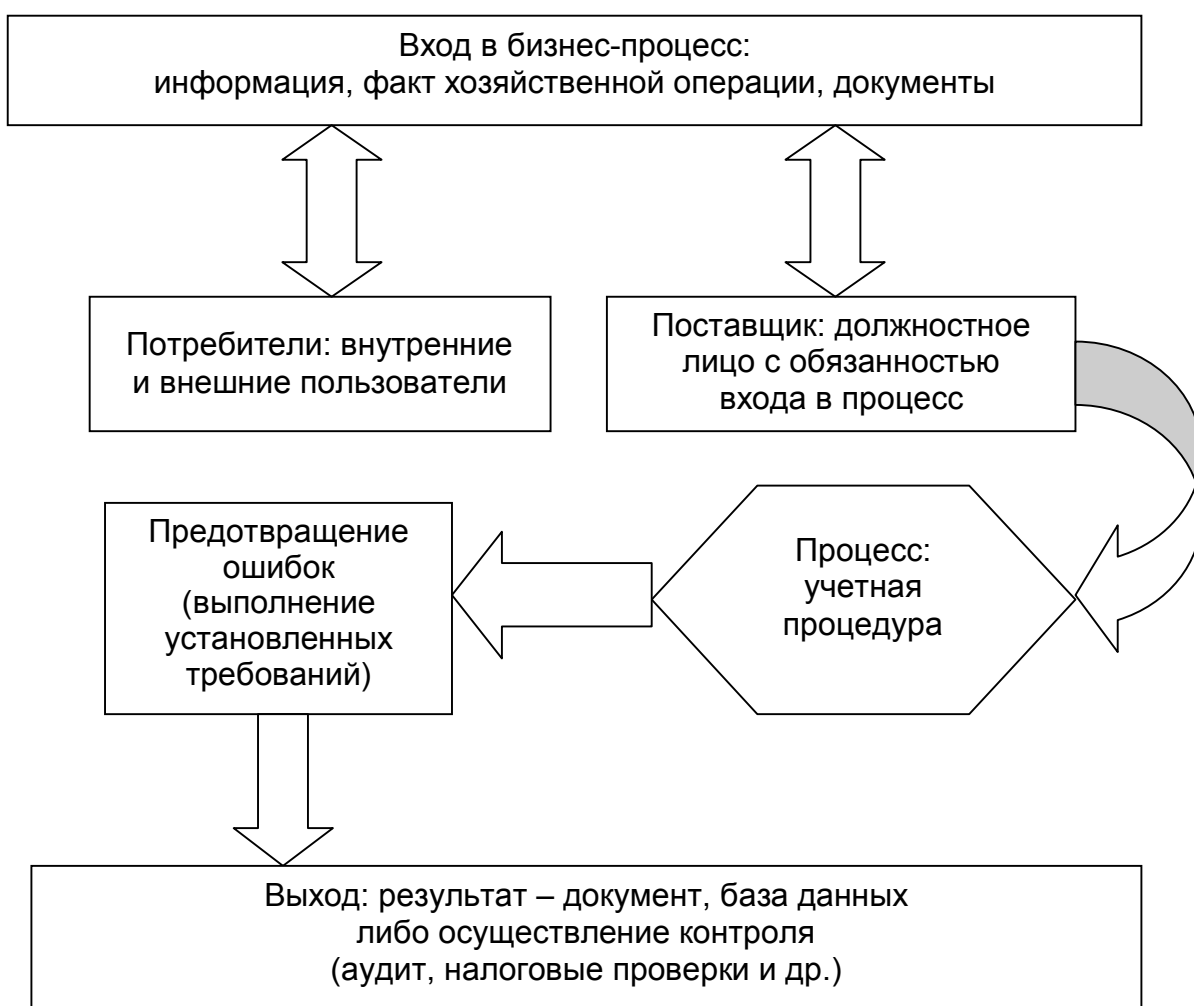 Вход в бизнес-процесс:
информация, факт хозяйственной операции, документы
Потребители: внутренние
и внешние пользователи
Поставщик: должностное
лицо с обязанностью
входа в процесс
Процесс:
учетная
процедура
Предотвращение
ошибок
(выполнение
установленных
требований)
Выход: результат – документ, база данных
либо осуществление контроля
(аудит, налоговые проверки и др.)